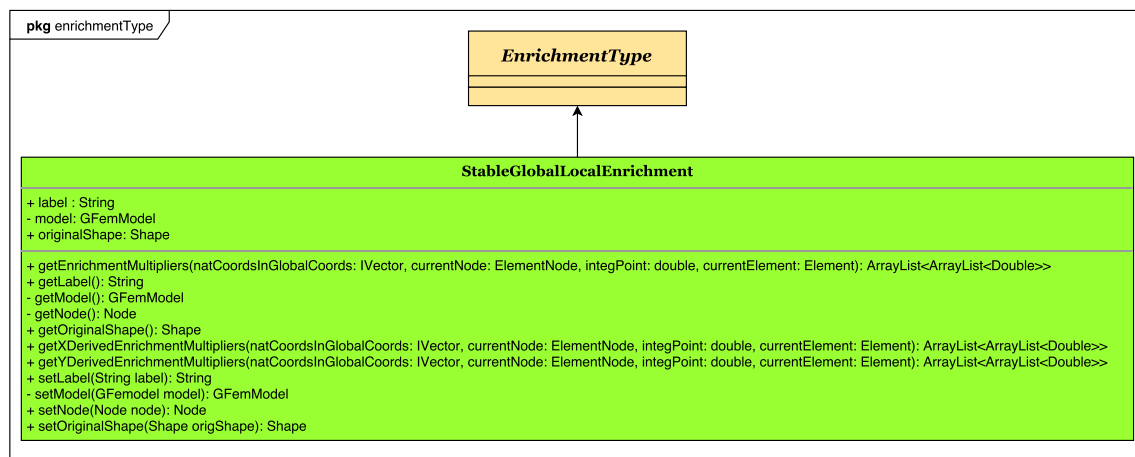 pkg enrichmentType
EnrichmentType
StableGlobalLocalEnrichment
+ label : String
- model: GFemModel
+ originalShape: Shape
+ getEnrichmentMultipliers(natCoordsInGlobalCoords: IVector, currentNode: ElementNode, integPoint: double, currentElement: Element): ArrayList<ArrayList<Double>>
+ getLabel(): String
- getModel(): GFemModel
- getNode(): Node
+ getOriginalShape(): Shape
+ getXDerivedEnrichmentMultipliers(natCoordsInGlobalCoords: IVector, currentNode: ElementNode, integPoint: double, currentElement: Element): ArrayList<ArrayList<Double>>
+ getYDerivedEnrichmentMultipliers(natCoordsInGlobalCoords: IVector, currentNode: ElementNode, integPoint: double, currentElement: Element): ArrayList<ArrayList<Double>>
+ setLabel(String label): String
- setModel(GFemodel model): GFemModel
+ setNode(Node node): Node
+ setOriginalShape(Shape origShape): Shape